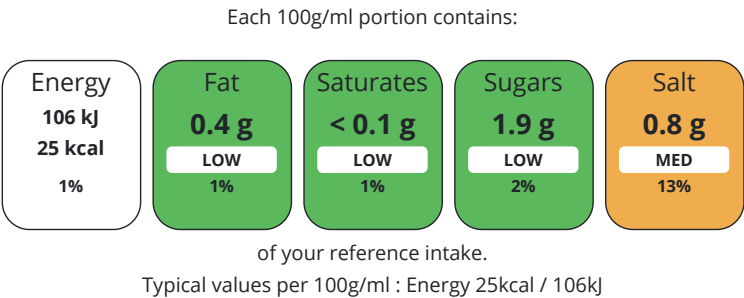 Each 100g/ml portion contains:
Energy
106 kJ
25 kcal
1%
Fat
0.4 g
LOW
1%
Saturates
< 0.1 g
LOW
1%
Sugars
1.9 g
LOW
2%
Salt
0.8 g
MED
13%
of your reference intake.
Typical values per 100g/ml : Energy 25kcal / 106kJ